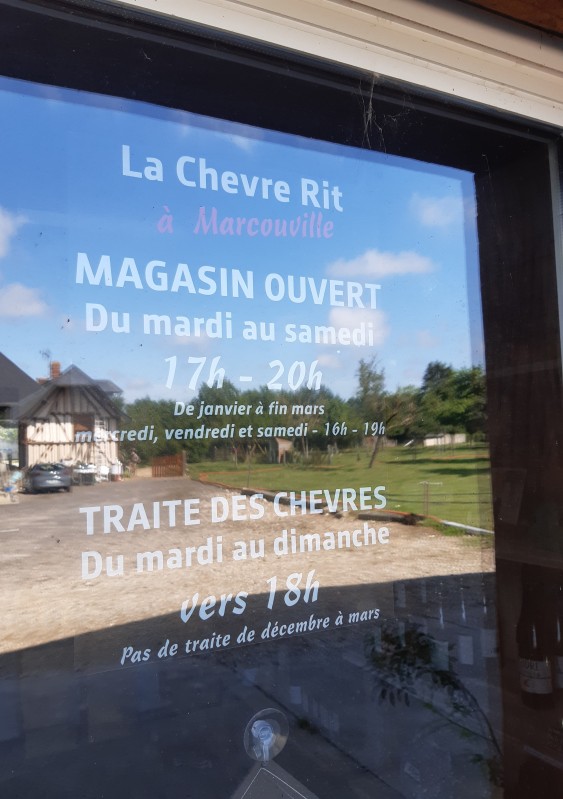 La Chevre Rit
à Marcouville
MAGASIN OUVERT
Du mardi au samedi
17h - 20h
De janvier à fin mars
mercredi, vendredi et samedi - 16h - 19h
TRAITE DES CHEVRES
Du mardi au dimanche
vers 18h
Pas de traite de décembre à mars